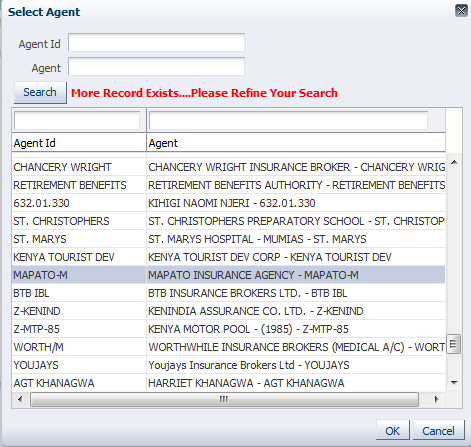 Select Agent
Agent Id
Agent
Search More Record Exists....Please Refine Your Search
Agent Id Agent
CHANCERY WRIGHT CHANCERY WRIGHT INSURANCE BROKER - CHANCERY WRIG
RETIREMENT BENEFITS RETIREMENT BENEFITS AUTHORITY - RETIREMENT BENEFITS
632.01.330 KIHIGI NAOMI NJERI - 632.01.330
ST. CHRISTOPHERS ST. CHRISTOPHERS PREPARATORY SCHOOL - ST. CHRISTOF
ST. MARYS ST. MARYS HOSPITAL - MUMIAS - ST. MARYS
KENYA TOURIST DEV KENYA TOURIST DEV CORP - KENYA TOURIST DEV
MAPATO-M MAPATO INSURANCE AGENCY - MAPATO-M
BTB IBL BTB INSURANCE BROKERS LTD. - BTB IBL
Z-KENIND KENINDIA ASSURANCE CO. LTD. - Z-KENIND
Z-MTP-85 KENYA MOTOR POOL - (1985) - Z-MTP-85
WORTH/M WORTHWHILE INSURANCE BROKERS (MEDICAL A/C) - WORT
YOUJAYS Youjays Insurance Brokers Ltd - YOUJAYS
AGT KHANAGWA HARRIET KHANAGWA - AGT KHANAGWA
OK Cancel